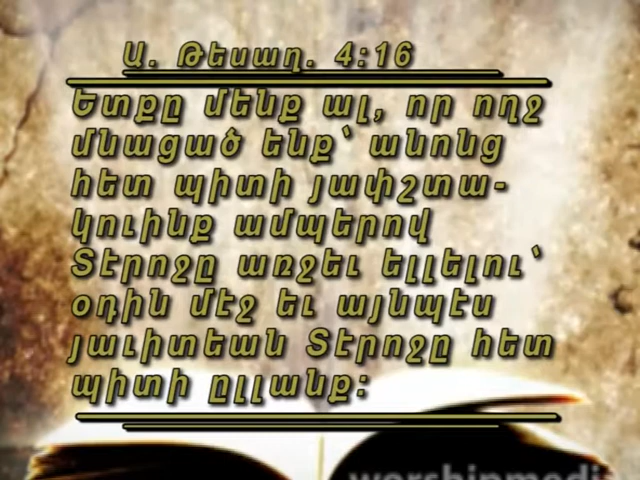 Ա. Թեսաղ. 4:16
Ետքը մենք ալ, որ ողջ
մնացած ենք՝ անոնց
հետ պիտի յափշտա-
կուինք ամպերով
Տէրոջը առջեւ ելլելու՝
օդին մէջ եւ այնպէս
յաւիտեան Տէրոջը հետ
պիտի ըլլանք: